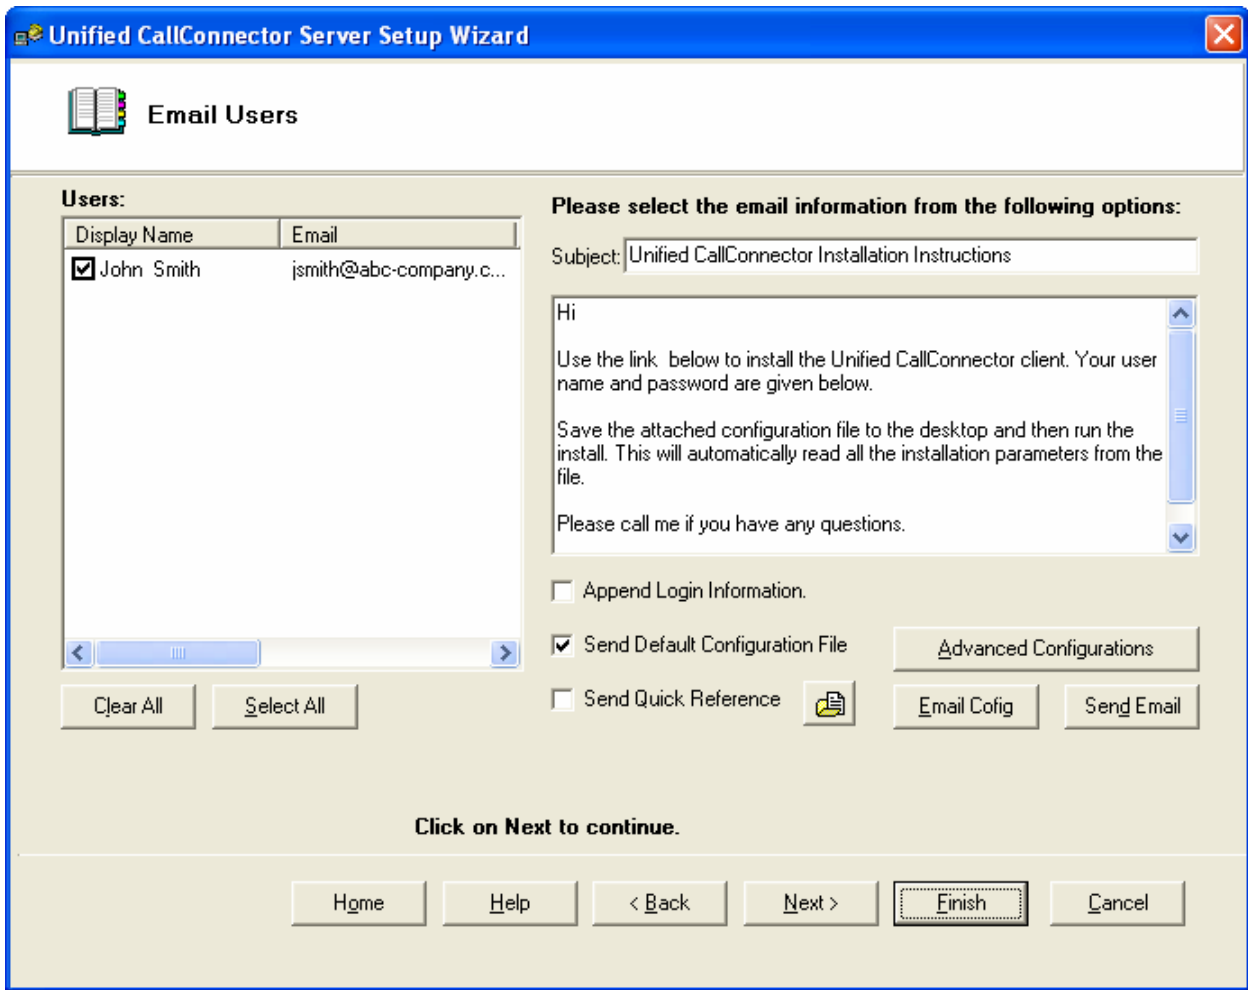 Unified CallConnector Server Setup Wizard
Email Users
Users:
Display Name Email
John Smith jsmith@abc-company.c...
Clear All Select All
Please select the email information from the following options:
Subject: Unified CallConnector Installation Instructions
Hi
Use the link below to install the Unified CallConnector client. Your user
name and password are given below.
Save the attached configuration file to the desktop and then run the
install. This will automatically read all the installation parameters from the
file.
Please call me if you have any questions.
Append Login Information.
Send Default Configuration File Advanced Configurations
Send Quick Reference Email Cofig Send Email
Click on Next to continue.
Home Help < Back Next > Finish Cancel